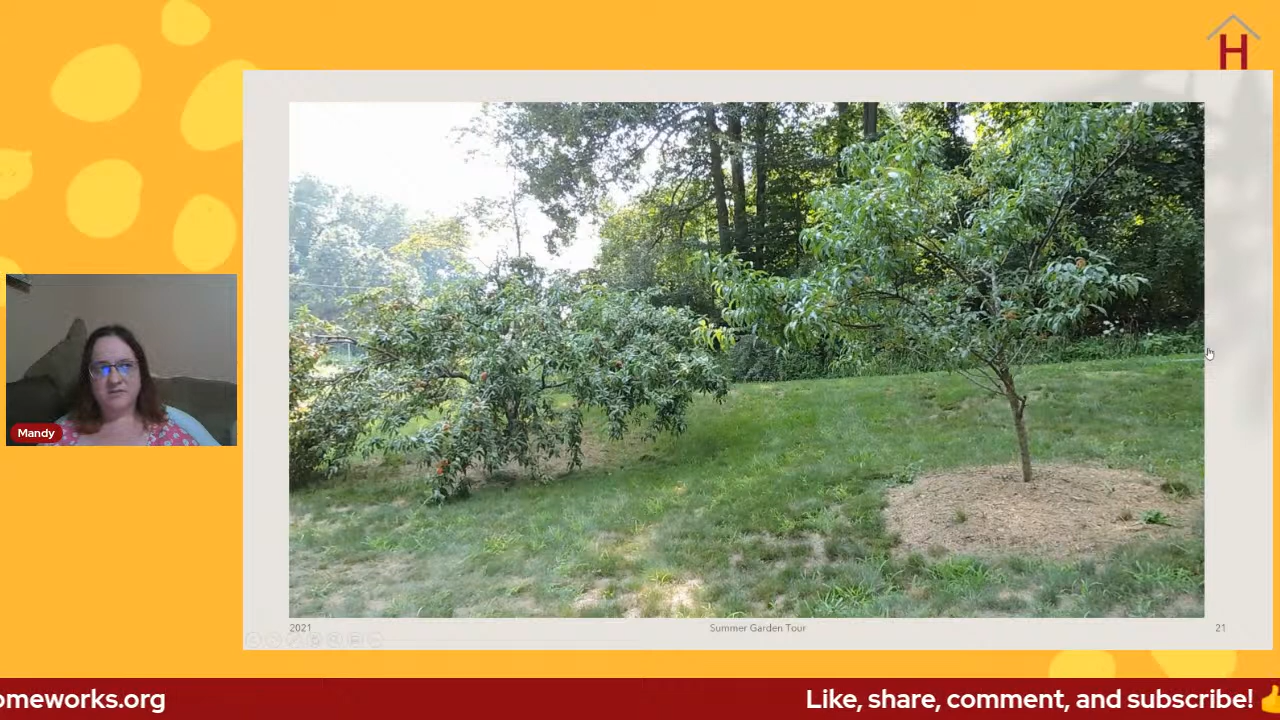 H
Mandy
2021
Summer Garden Tour
21
omeworks.org
Like, share, comment, and subscribe! 👍